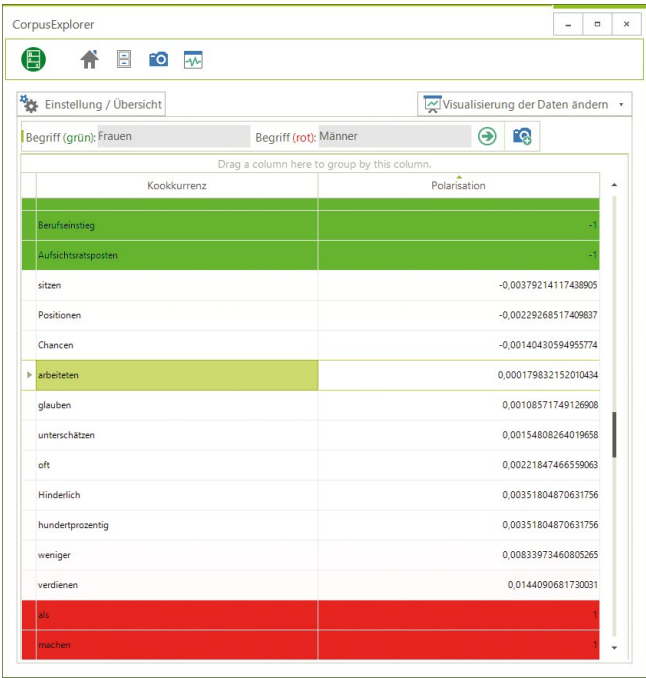 CorpusExplorer
Einstellung / Übersicht Visualisierung der Daten ändern
Begriff (grün): Frauen Begriff (rot): Männer
Drag a column here to group by this column.
Kookkurrenz Polarisation
Berufseinstieg -1
Aufsichtsratsposten -1
sitzen -0,00379214117438905
Positionen -0,00229268517409837
Chancen -0,00140430594955774
arbeiteten 0,000179832152010434
glauben 0,00108571749126908
unterschätzen 0,00154808264019658
oft 0,00221847466559063
Hinderlich 0,00351804870631756
hundertprozentig 0,00351804870631756
weniger 0,00833973460805265
verdienen 0,0144090681730031
als 1
machen 1